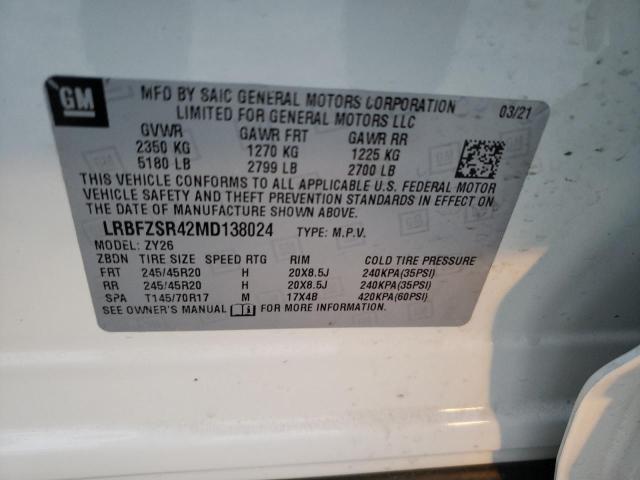 GM
MFD BY SAIC GENERAL MOTORS CORPORATION
LIMITED FOR GENERAL MOTORS LLC
03/21
GVWR GAWR FRT GAWR RR
2350 KG 1270 KG 1225 KG
5180 LB 2799 LB 2700 LB
THIS VEHICLE CONFORMS TO ALL APPLICABLE U.S. FEDERAL MOTOR
VEHICLE SAFETY AND THEFT PREVENTION STANDARDS IN EFFECT ON
THE DATE OF MANUFACTURE SHOWN ABOVE.
LRBFZSR42MD138024 TYPE: M.P.V.
MODEL: ZY26
ZBDN TIRE SIZE SPEED RTG RIM COLD TIRE PRESSURE
FRT 245/45R20 H 20X8.5J 240KPA(35PSI)
RR 245/45R20 H 20X8.5J 240KPA(35PSI)
SPA T145/70R17 M 17X4B 420KPA(60PSI)
SEE OWNER'S MANUAL FOR MORE INFORMATION.